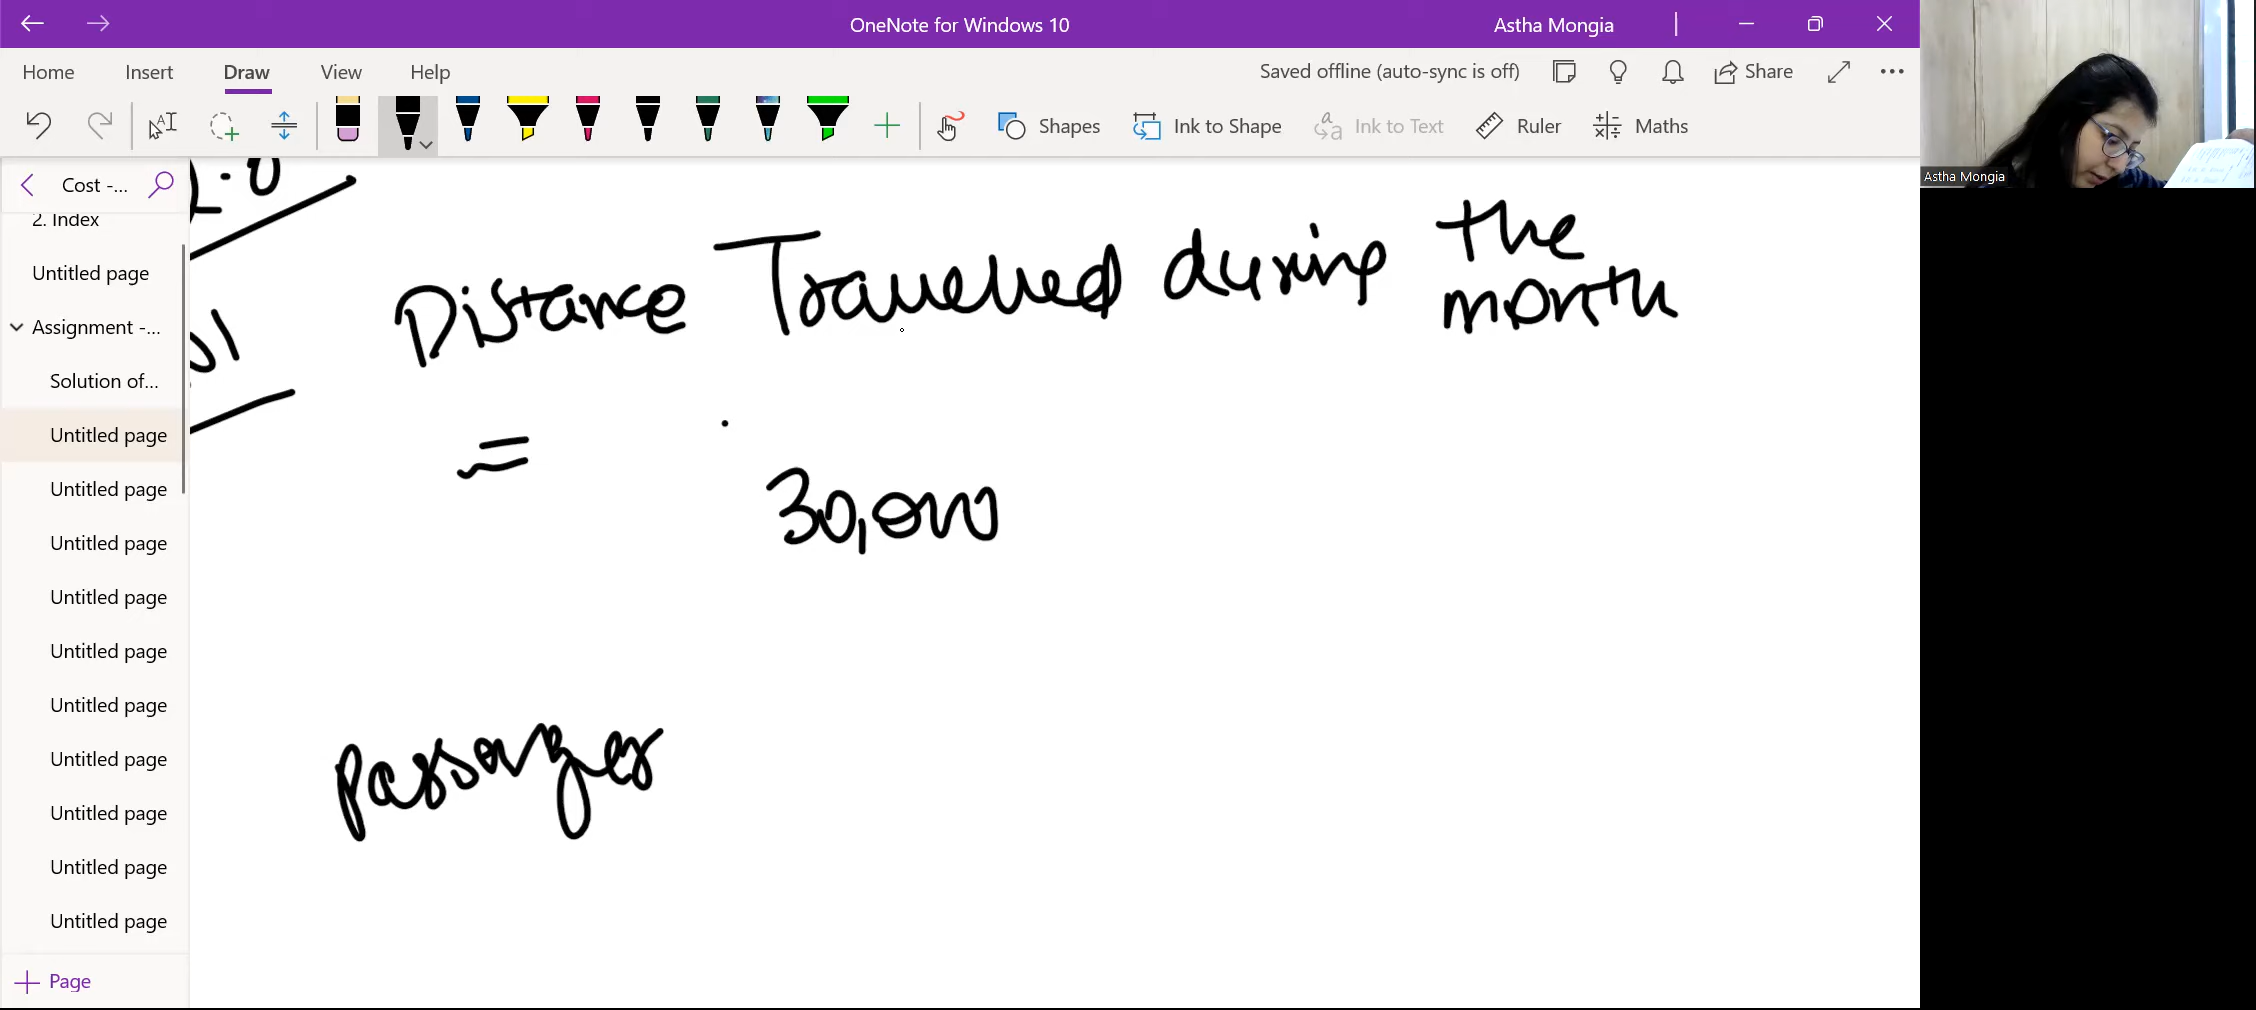 OneNote for Windows 10
Astha Mongia
Home Insert Draw View Help
Saved offline (auto-sync is off)
Share
Shapes
Ink to Shape
Ink to Text
Ruler
Maths
Astha Mongia
Cost -...
2. Index
Untitled page
Assignment -...
Solution of...
Untitled page
Untitled page
Untitled page
Untitled page
Untitled page
Untitled page
Untitled page
Untitled page
Untitled page
Untitled page
Page
Distance Travelled during the
month
=
30,000
Passanger